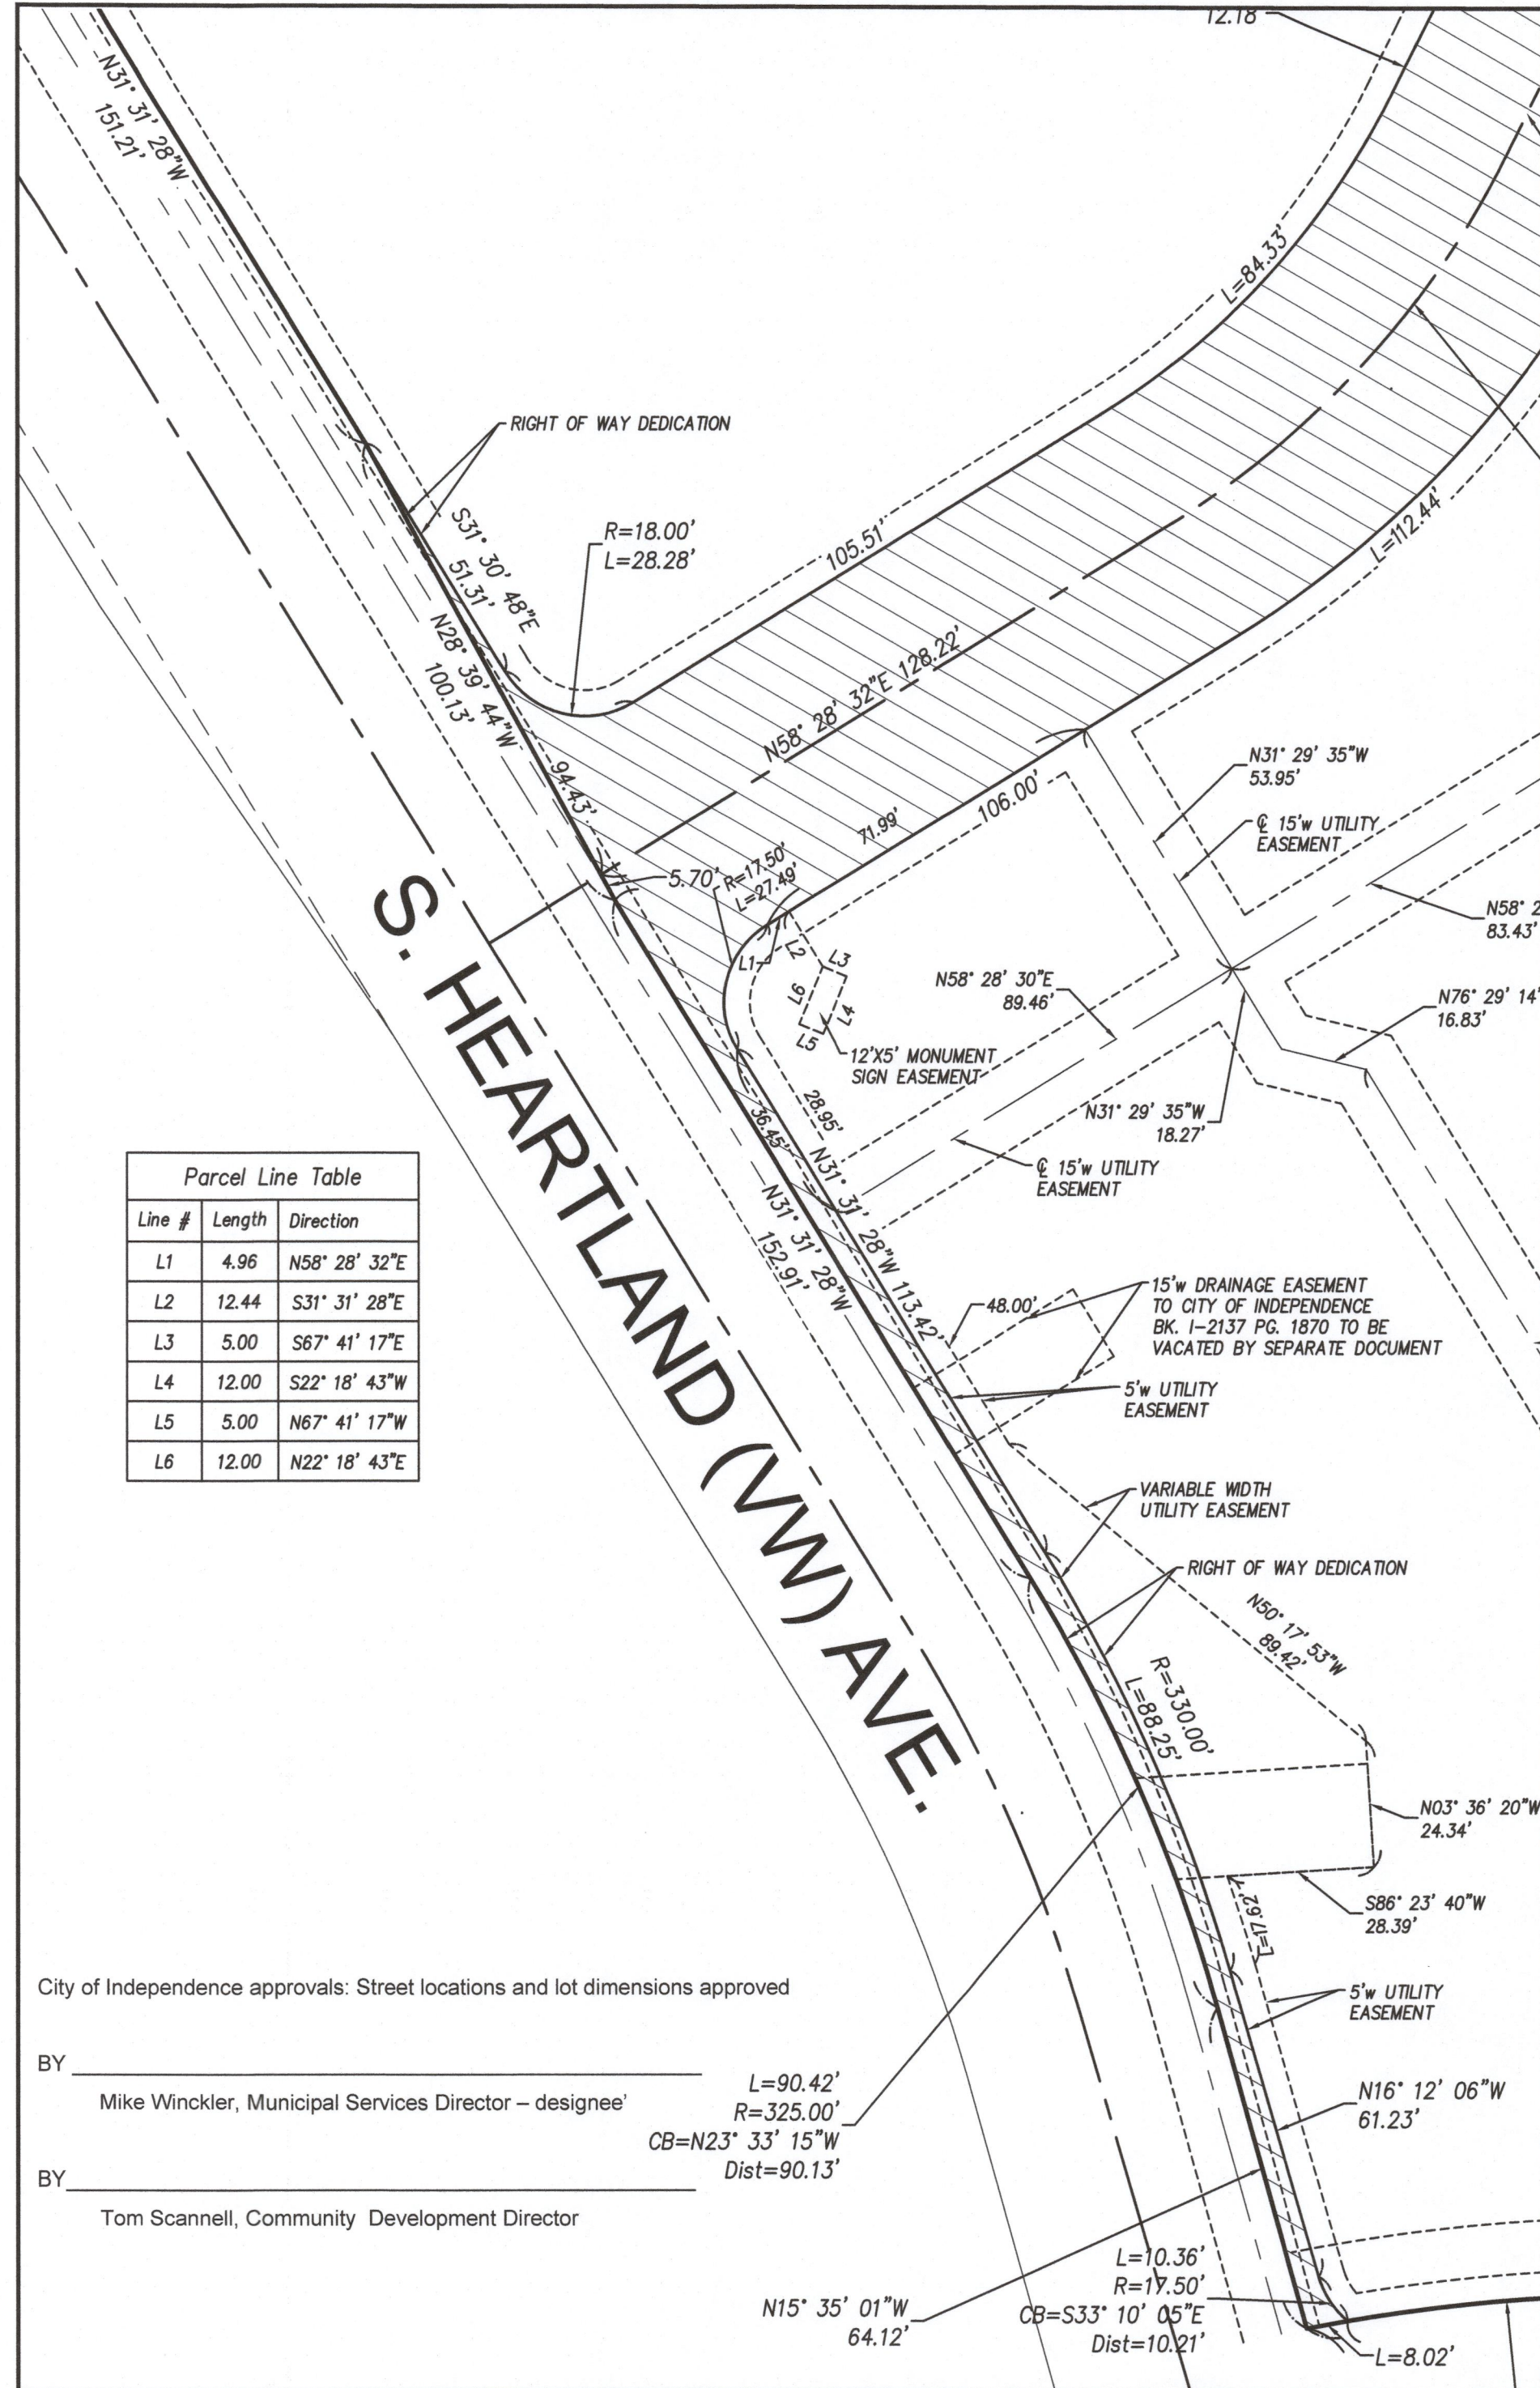 12.18
N31° 31' 28"W
151.21'
L=84.33'
RIGHT OF WAY DEDICATION
S31° 30' 48"E
51.31'
R=18.00'
L=28.28'
105.51'
L=112.44'
N28° 39' 44"W
100.13'
94.43'
N58° 28' 32"E 128.22'
5.70'
R=17.50'
L=27.49'
71.99'
106.00'
N31° 29' 35"W
53.95'
℄ 15'w UTILITY
EASEMENT
N58° 2
83.43'
L1
L2
L3
L6
L4
L5
N58° 28' 30"E
89.46'
N76° 29' 14"
16.83'
12'X5' MONUMENT
SIGN EASEMENT
N31° 29' 35"W
18.27'
28.95'
36.45'
℄ 15'w UTILITY
EASEMENT
N31° 31' 28"W 113.42'
N31° 31' 28"W
152.91'
S. HEARTLAND (VW) AVE.
Parcel Line Table
Line # Length Direction
L1 4.96 N58° 28' 32"E
L2 12.44 S31° 31' 28"E
L3 5.00 S67° 41' 17"E
L4 12.00 S22° 18' 43"W
L5 5.00 N67° 41' 17"W
L6 12.00 N22° 18' 43"E
48.00'
15'w DRAINAGE EASEMENT
TO CITY OF INDEPENDENCE
BK. I-2137 PG. 1870 TO BE
VACATED BY SEPARATE DOCUMENT
5'w UTILITY
EASEMENT
VARIABLE WIDTH
UTILITY EASEMENT
RIGHT OF WAY DEDICATION
N50° 17' 53"W
89.42'
R=330.00'
L=88.25'
N03° 36' 20"W
24.34'
S86° 23' 40"W
28.39'
L=17.62'
5'w UTILITY
EASEMENT
City of Independence approvals: Street locations and lot dimensions approved
BY
Mike Winckler, Municipal Services Director – designee'
BY
Tom Scannell, Community Development Director
L=90.42'
R=325.00'
CB=N23° 33' 15"W
Dist=90.13'
N16° 12' 06"W
61.23'
N15° 35' 01"W
64.12'
L=10.36'
R=17.50'
CB=S33° 10' 05"E
Dist=10.21'
L=8.02'